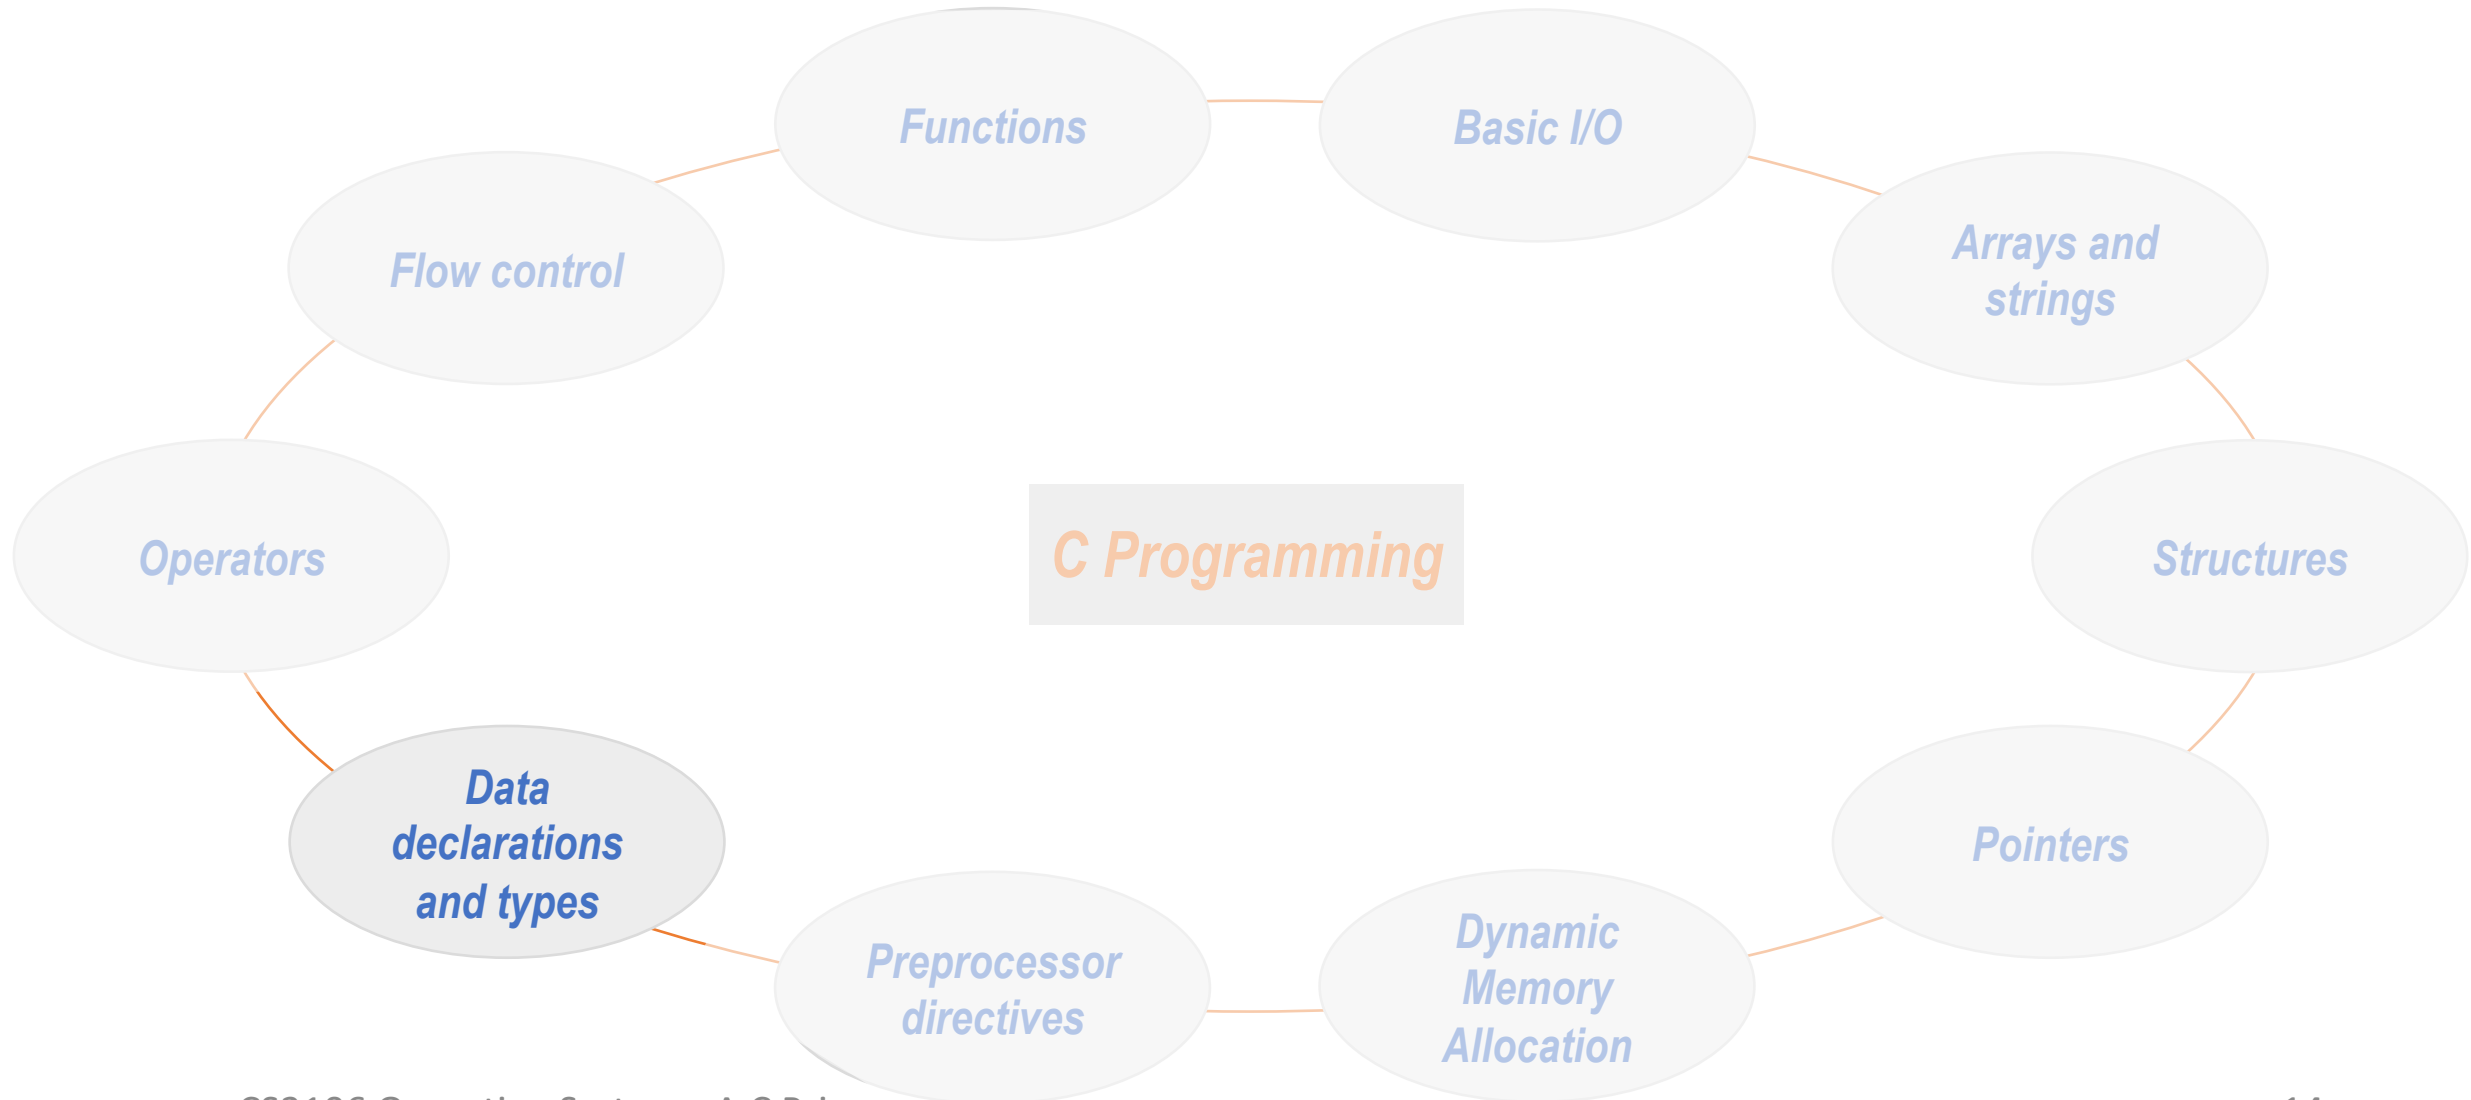 Functions
Basic I/O
Flow control
Arrays and
strings
Operators
C Programming
Structures
Data
declarations
and types
Pointers
Preprocessor
directives
Dynamic
Memory
Allocation